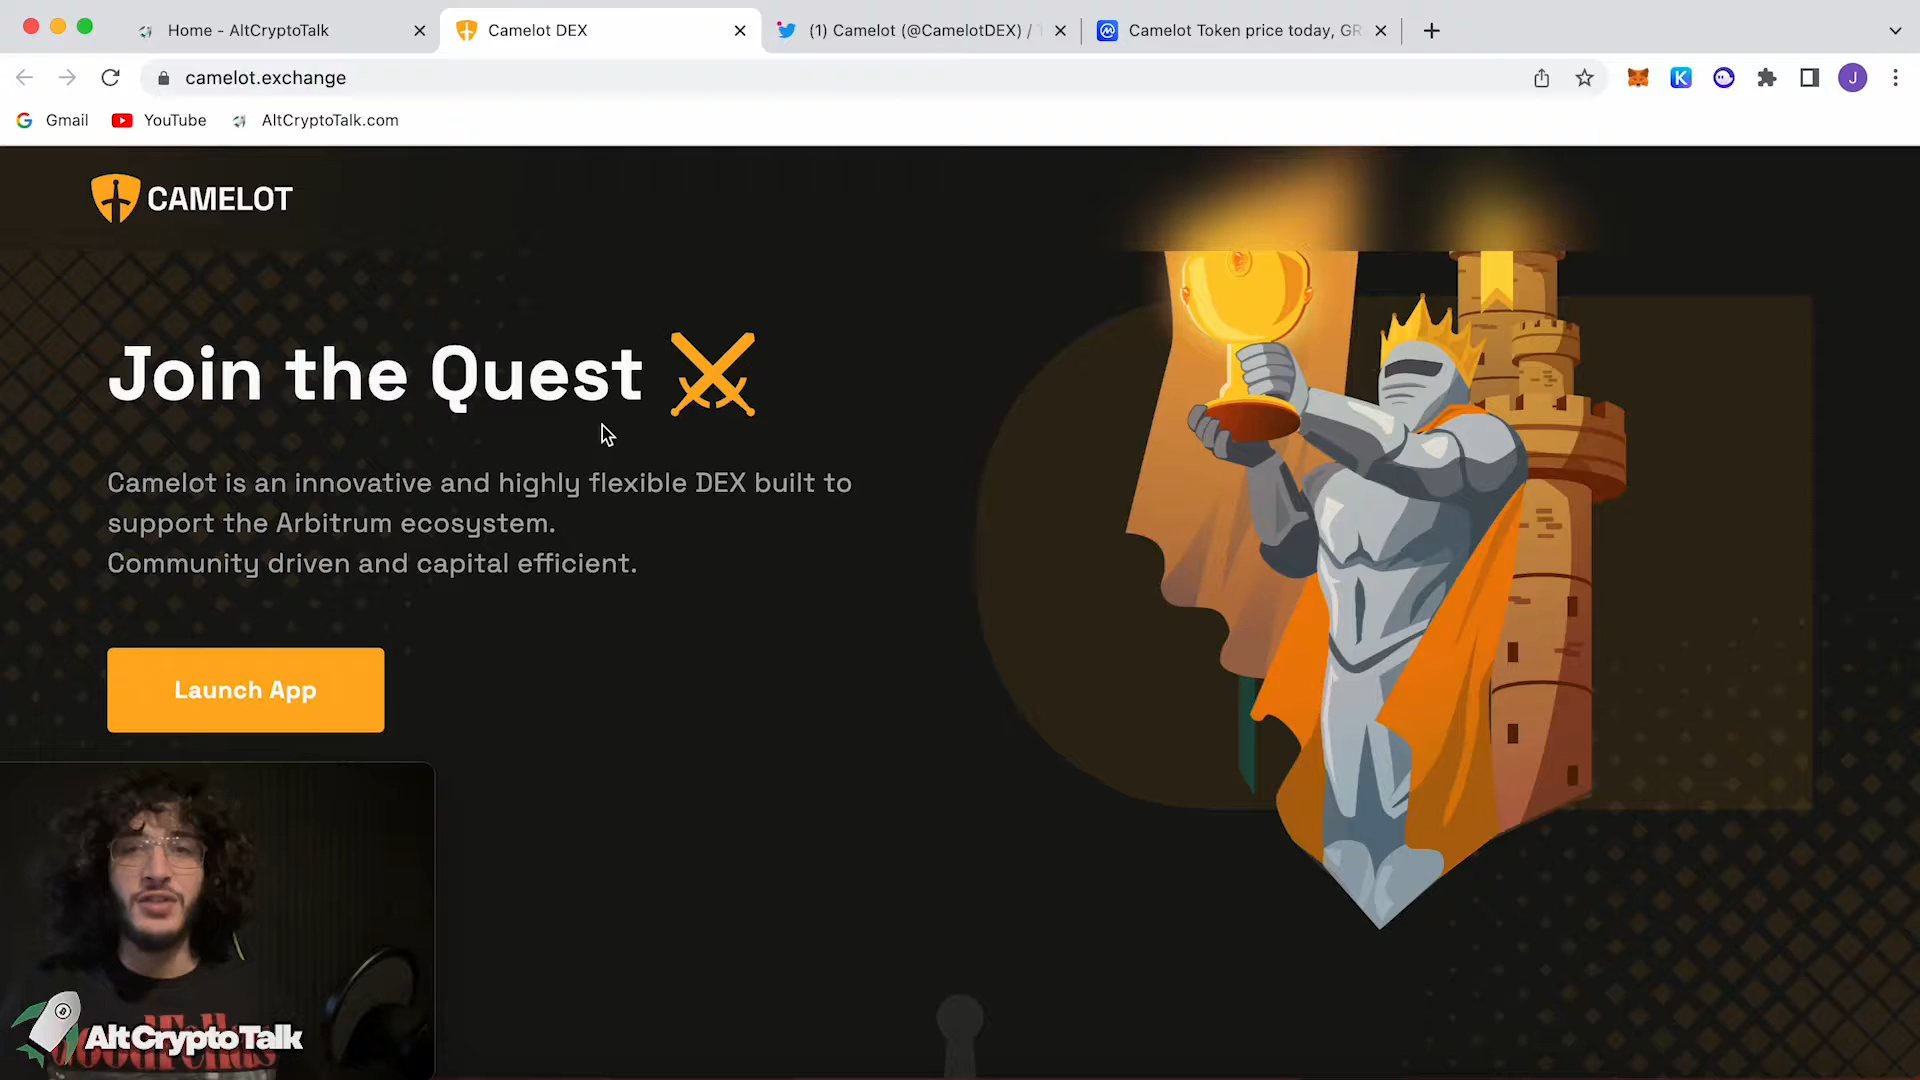 Home - AltCryptoTalk
Camelot DEX
(1) Camelot (@CamelotDEX) /
Camelot Token price today, GR
camelot.exchange
J
Gmail
YouTube
AltCryptoTalk.com
CAMELOT
Join the Quest
Camelot is an innovative and highly flexible DEX built to
support the Arbitrum ecosystem.
Community driven and capital efficient.
Launch App
AltCryptoTalk
GoodFellas